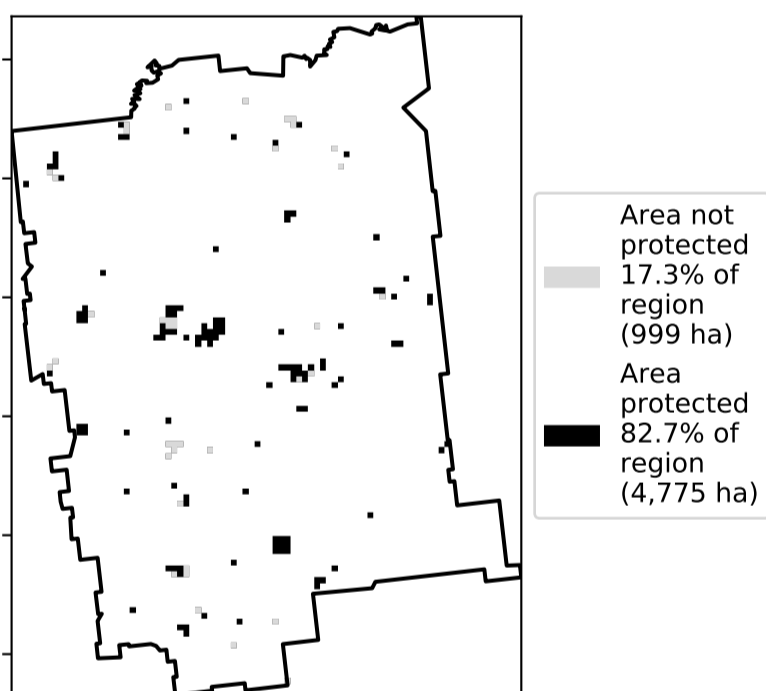 Area not
protected
17.3% of
region
(999 ha)
Area
protected
82.7% of
region
(4,775 ha)